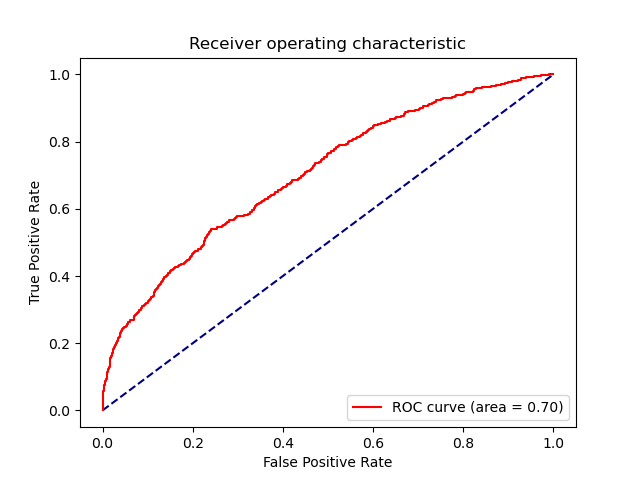 Receiver operating characteristic
True Positive Rate
1.0
0.8
0.6
0.4
0.2
0.0
ROC curve (area = 0.70)
0.0 0.2 0.4 0.6 0.8 1.0
False Positive Rate